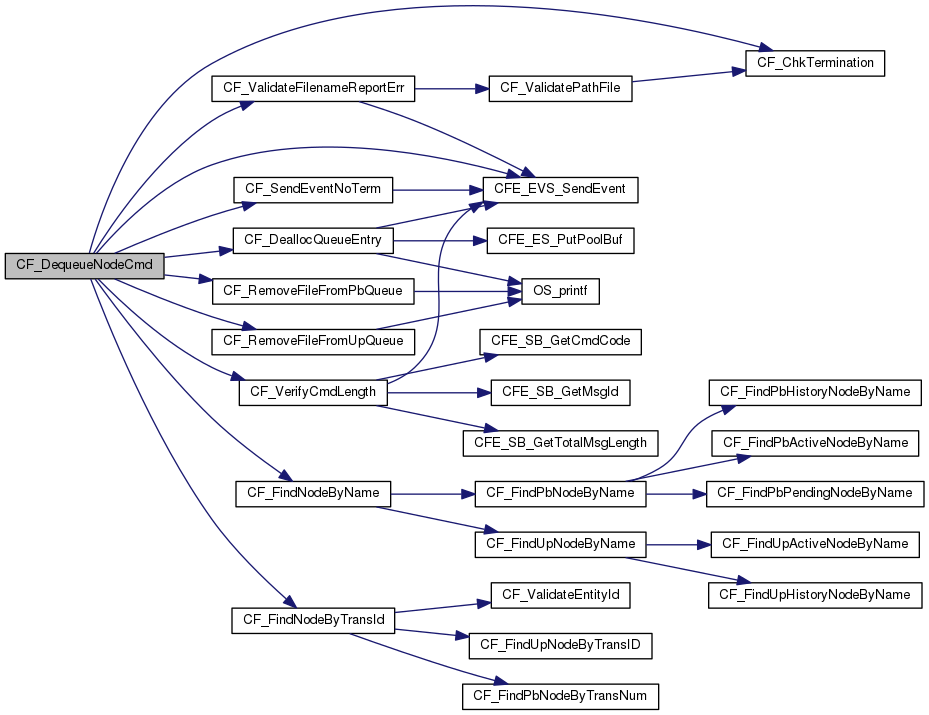 CF_ChkTermination
CF_ValidateFilenameReportErr
CF_ValidatePathFile
CF_SendEventNoTerm
CFE_EVS_SendEvent
CF_DeallocQueueEntry
CFE_ES_PutPoolBuf
CF_DequeueNodeCmd
CF_RemoveFileFromPbQueue
OS_printf
CF_RemoveFileFromUpQueue
CFE_SB_GetCmdCode
CF_VerifyCmdLength
CFE_SB_GetMsgId
CF_FindPbHistoryNodeByName
CFE_SB_GetTotalMsgLength
CF_FindPbActiveNodeByName
CF_FindNodeByName
CF_FindPbNodeByName
CF_FindPbPendingNodeByName
CF_FindUpNodeByName
CF_FindUpActiveNodeByName
CF_ValidateEntityId
CF_FindUpHistoryNodeByName
CF_FindNodeByTransId
CF_FindUpNodeByTransID
CF_FindPbNodeByTransNum